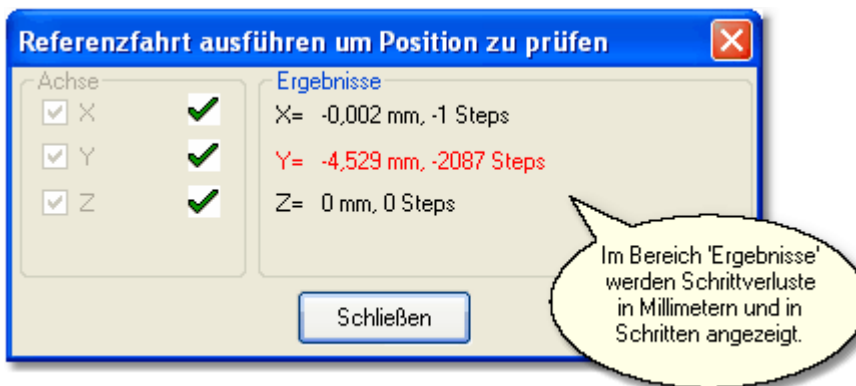 Referenzfahrt ausführen um Position zu prüfen
Achse
X
Y
Z
Ergebnisse
X= -0,002 mm, -1 Steps
Y= -4,529 mm, -2087 Steps
Z= 0 mm, 0 Steps
Im Bereich 'Ergebnisse'
werden Schrittverluste
in Millimetern und in
Schritten angezeigt.
Schließen